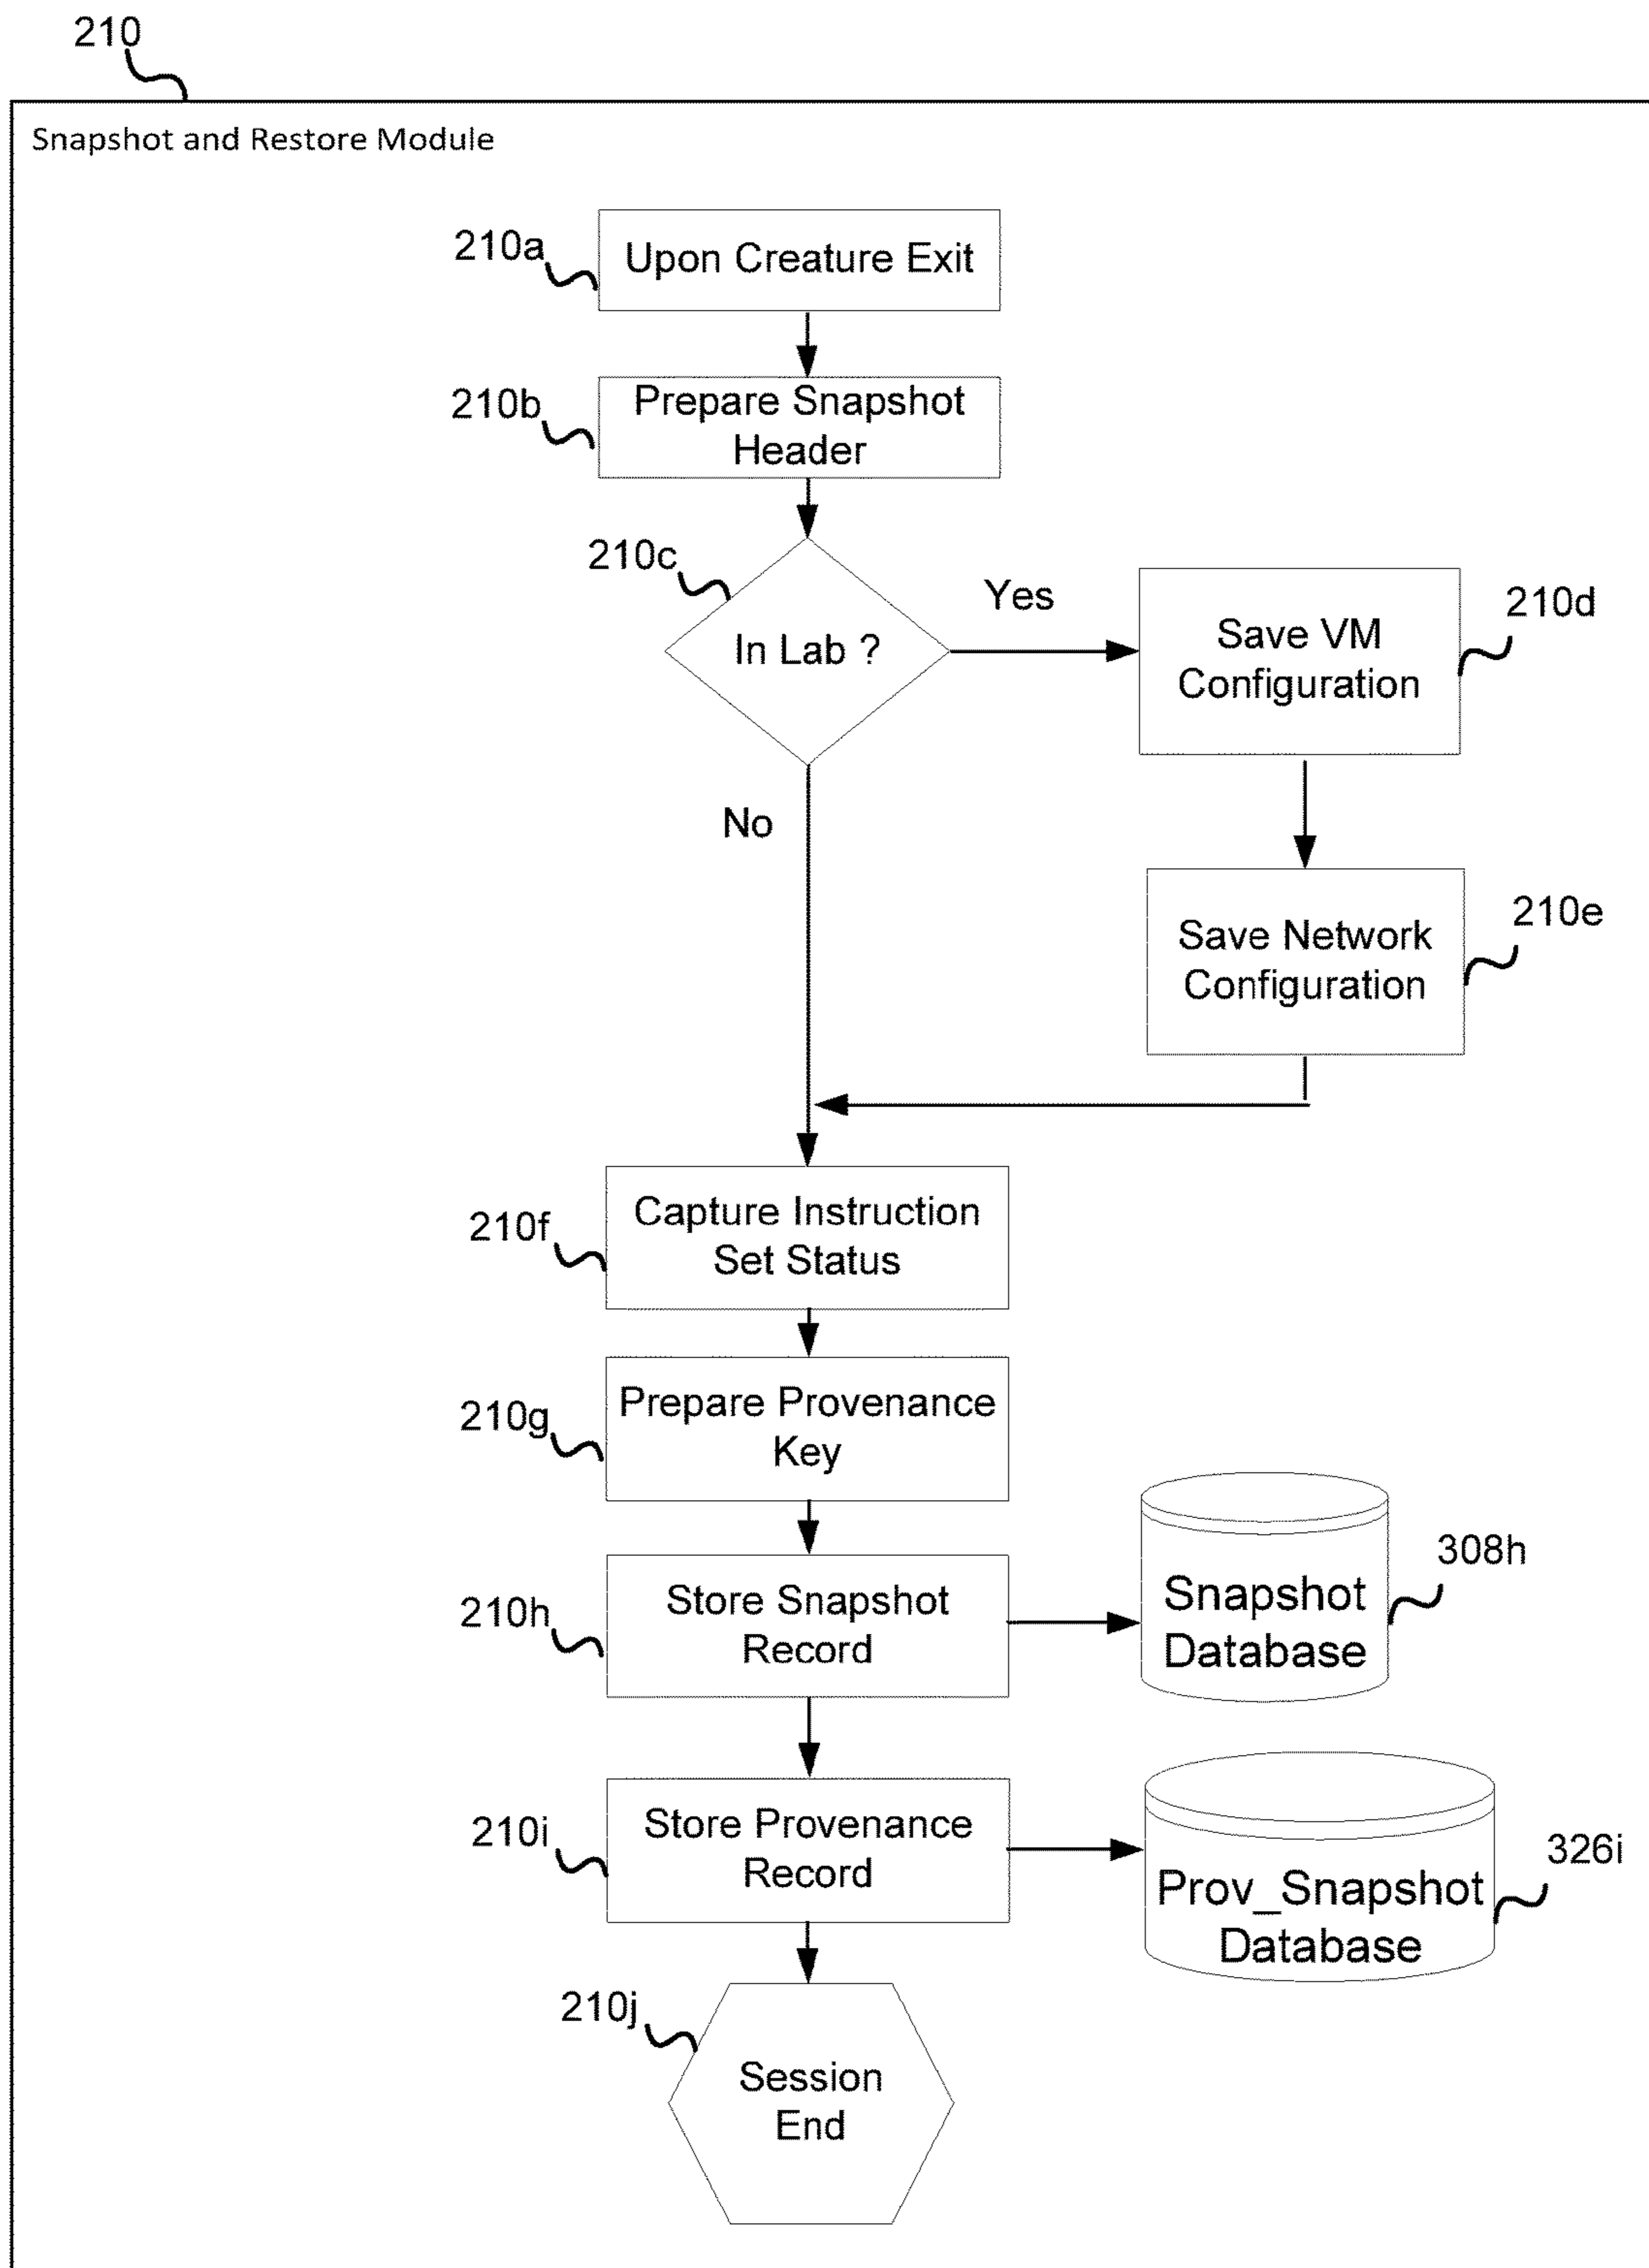 210
Snapshot and Restore Module
210a
Upon Creature Exit
210b
Prepare Snapshot
Header
210c
In Lab ?
Yes
No
210d
Save VM
Configuration
210e
Save Network
Configuration
210f
Capture Instruction
Set Status
210g
Prepare Provenance
Key
210h
Store Snapshot
Record
308h
Snapshot
Database
210i
Store Provenance
Record
326i
Prov_Snapshot
Database
210j
Session
End